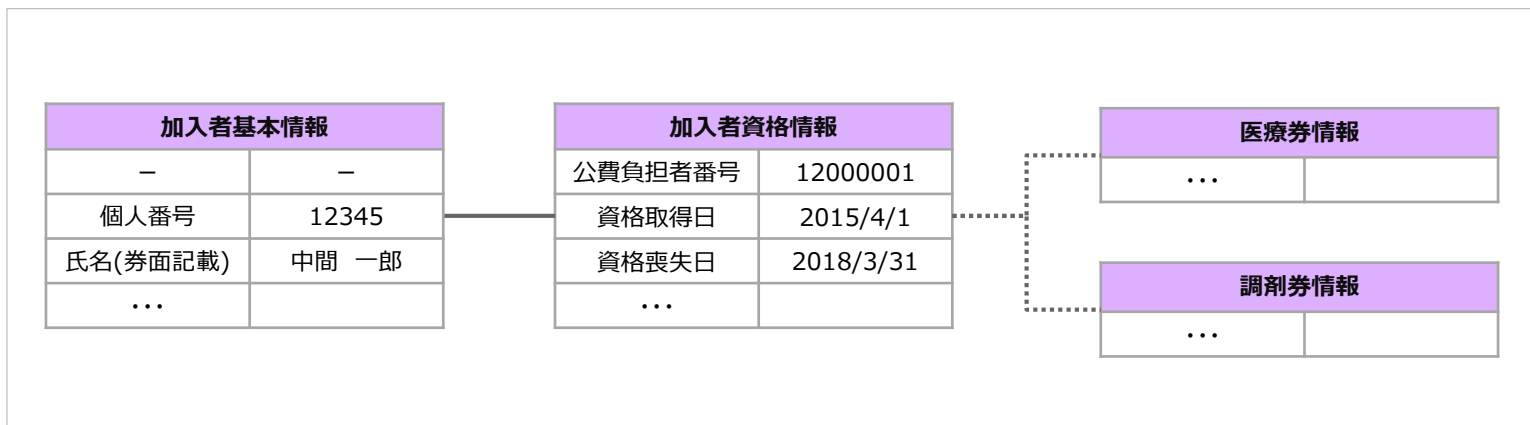 加入者基本情報
－ －
個人番号 12345
氏名(券面記載) 中間　一郎
･･･
加入者資格情報
公費負担者番号 12000001
資格取得日 2015/4/1
資格喪失日 2018/3/31
･･･
医療券情報
･･･
調剤券情報
･･･